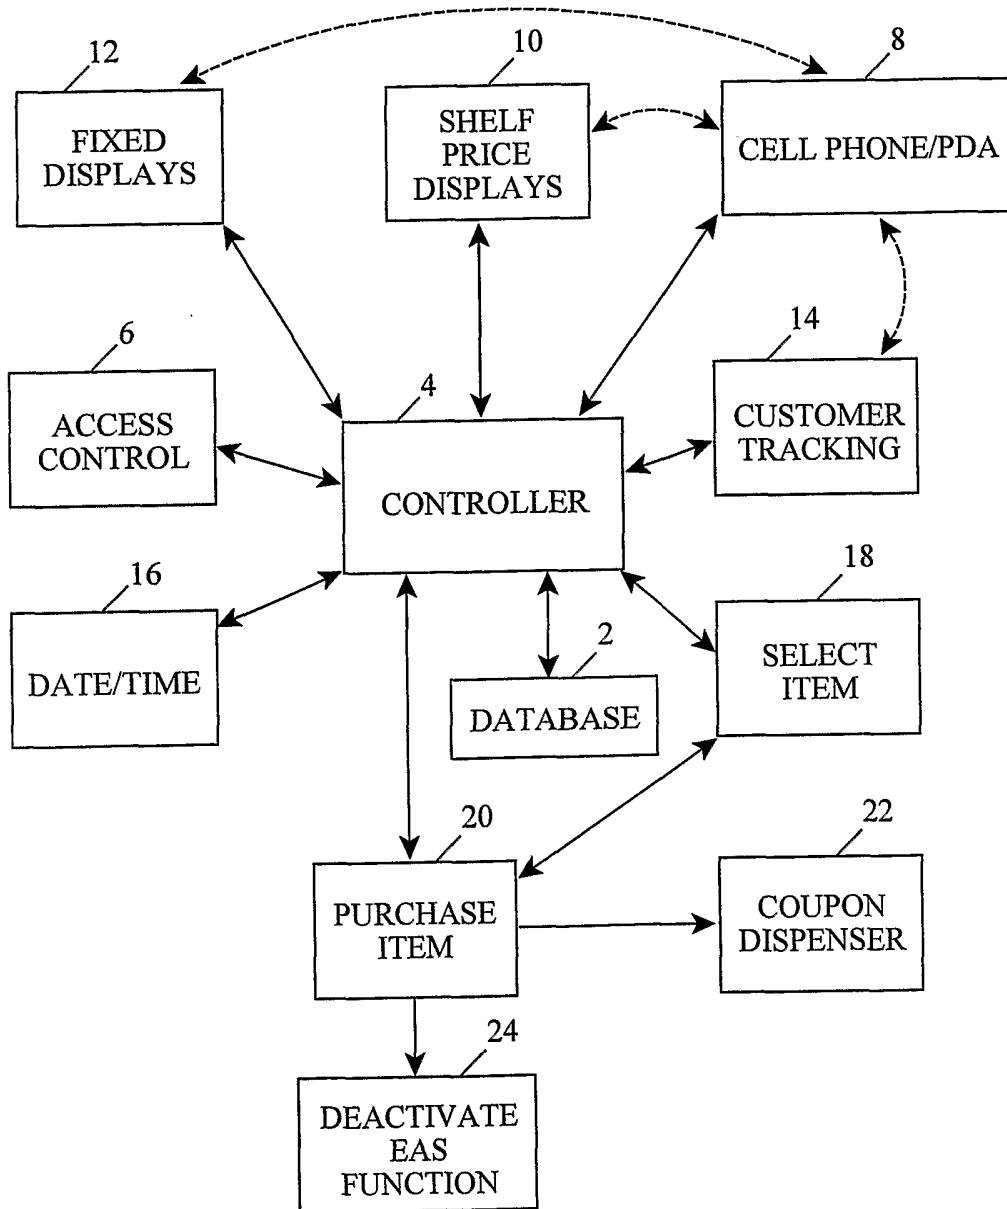 12
FIXED
DISPLAYS
10
SHELF
PRICE
DISPLAYS
8
CELL PHONE/PDA
6
ACCESS
CONTROL
4
CONTROLLER
14
CUSTOMER
TRACKING
16
DATE/TIME
2
DATABASE
18
SELECT
ITEM
20
PURCHASE
ITEM
22
COUPON
DISPENSER
24
DEACTIVATE
EAS
FUNCTION